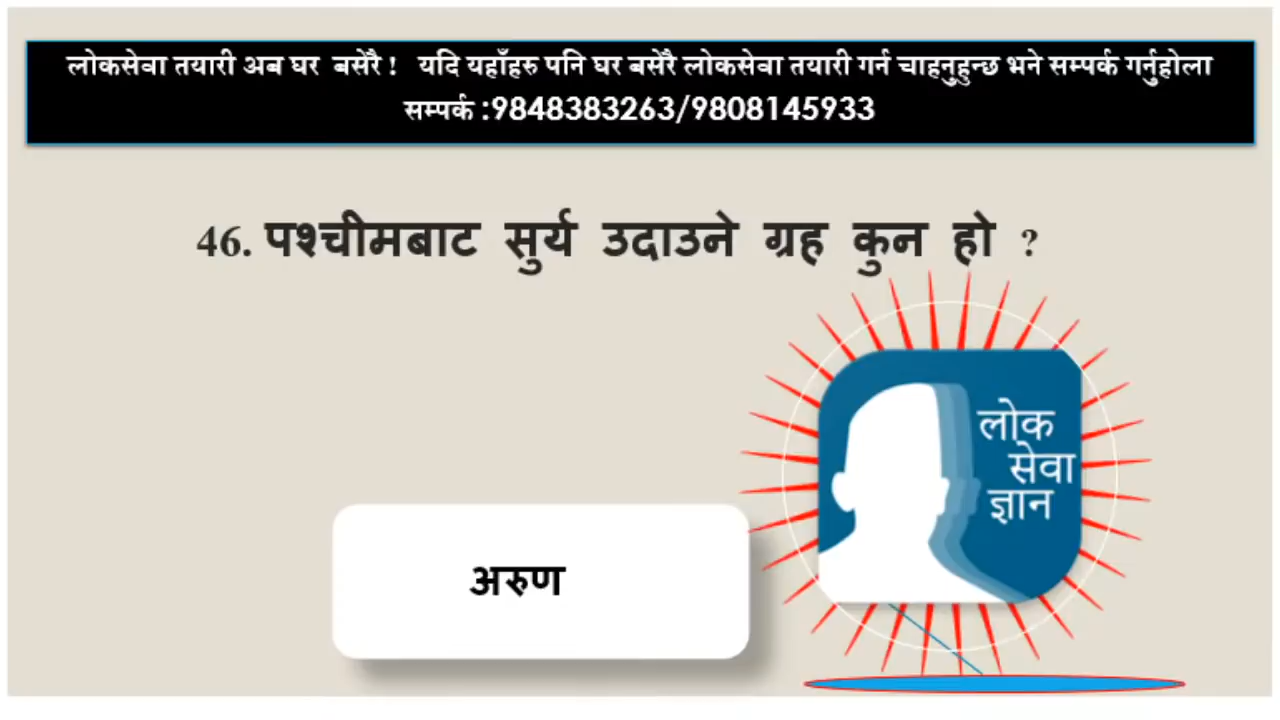 लोकसेवा तयारी अब घर बसेरै ! यदि यहाँहरु पनि घर बसेरै लोकसेवा तयारी गर्न चाहनुहुन्छ भने सम्पर्क गर्नुहोला
सम्पर्क :9848383263/9808145933
46. पश्चीमबाट सुर्य उदाउने ग्रह कुन हो ?
लोक
सेवा
ज्ञान
अरुण